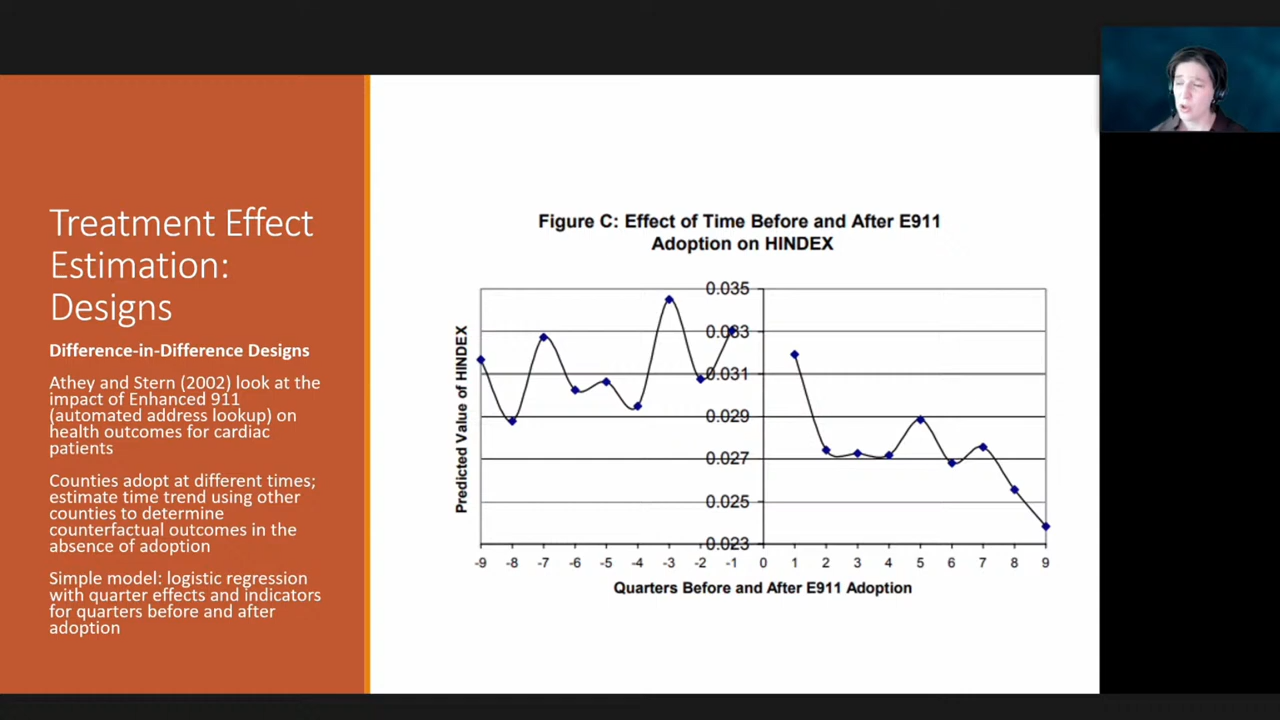 Treatment Effect
Estimation:
Designs
Difference-in-Difference Designs
Athey and Stern (2002) look at the
impact of Enhanced 911
(automated address lookup) on
health outcomes for cardiac
patients
Counties adopt at different times;
estimate time trend using other
counties to determine
counterfactual outcomes in the
absence of adoption
Simple model: logistic regression
with quarter effects and indicators
for quarters before and after
adoption
Figure C: Effect of Time Before and After E911
Adoption on HINDEX
Predicted Value of HINDEX
0.035
0.033
0.031
0.029
0.027
0.025
0.023
-9 -8 -7 -6 -5 -4 -3 -2 -1 0 1 2 3 4 5 6 7 8 9
Quarters Before and After E911 Adoption